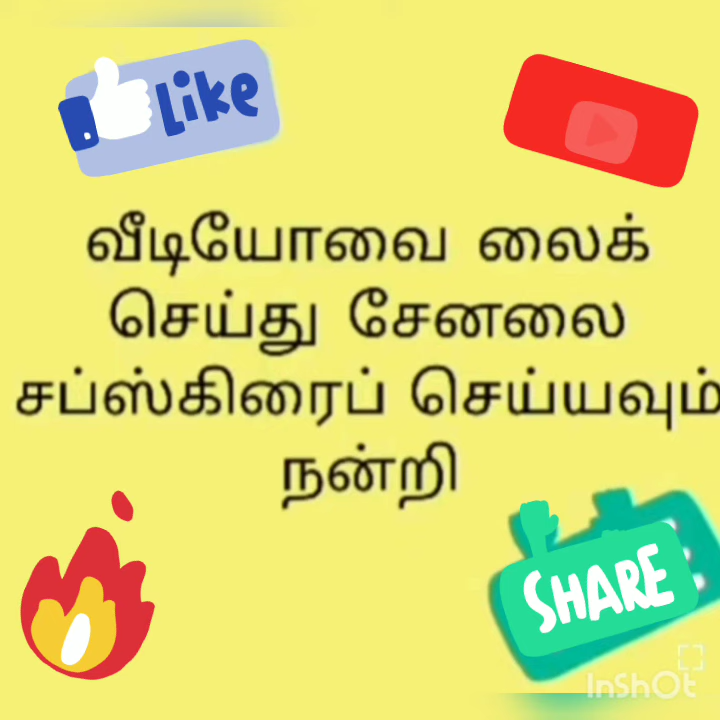 Like
வீடியோவை லைக்
செய்து சேனலை
சப்ஸ்கிரைப் செய்யவும்
நன்றி
SHARE
InShOt